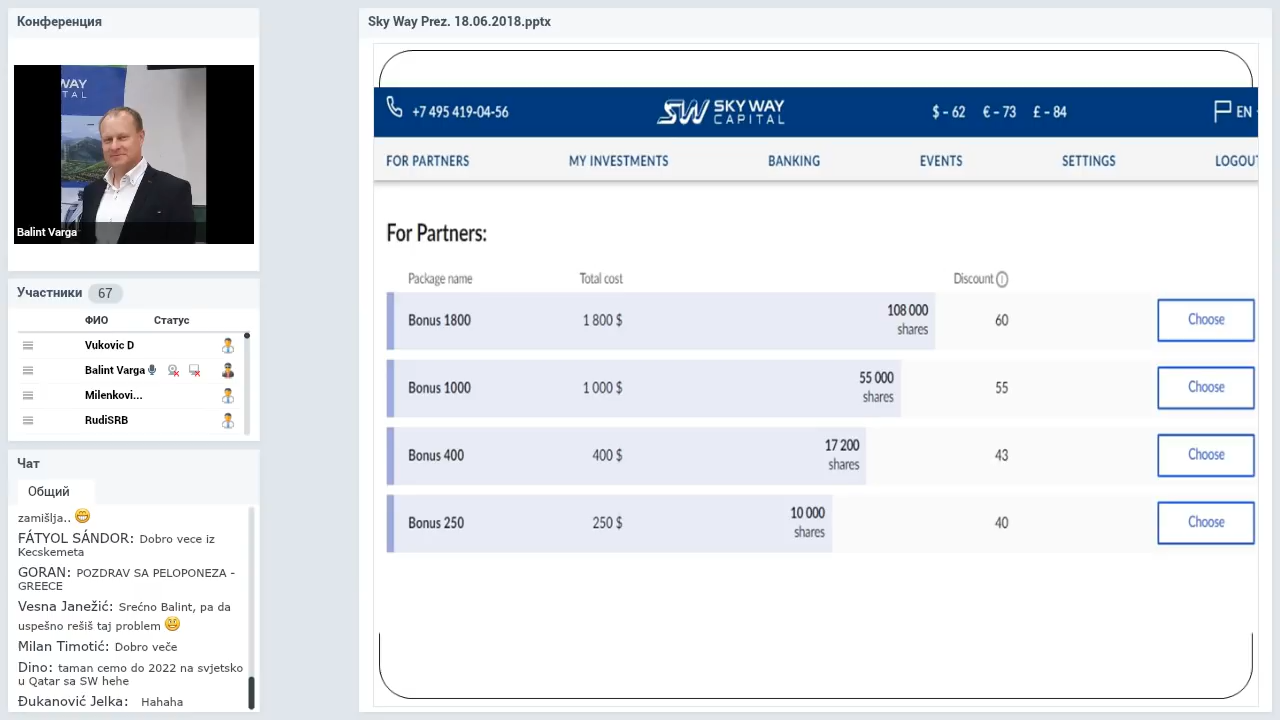 Конференция
WAY
TAL
Balint Varga
Участники 67
ФИО Статус
Vukovic D
Balint Varga
Milenkovi...
RudiSRB
Чат
Общий
zamišlja..
FÁTYOL SÁNDOR: Dobro vece iz
Kecskemeta
GORAN: POZDRAV SA PELOPONEZA -
GREECE
Vesna Janežić: Srećno Balint, pa da
uspešno rešiš taj problem
Milan Timotić: Dobro veče
Dino: taman cemo do 2022 na svjetsko
u Qatar sa SW hehe
Đukanović Jelka: Hahaha
Sky Way Prez. 18.06.2018.pptx
+7 495 419-04-56
SW SKY WAY
CAPITAL
$ - 62 € - 73 £ - 84
EN
FOR PARTNERS MY INVESTMENTS BANKING EVENTS SETTINGS LOGOUT
For Partners:
Package name Total cost Discount
Bonus 1800 1 800 $ 108 000 shares 60 Choose
Bonus 1000 1 000 $ 55 000 shares 55 Choose
Bonus 400 400 $ 17 200 shares 43 Choose
Bonus 250 250 $ 10 000 shares 40 Choose